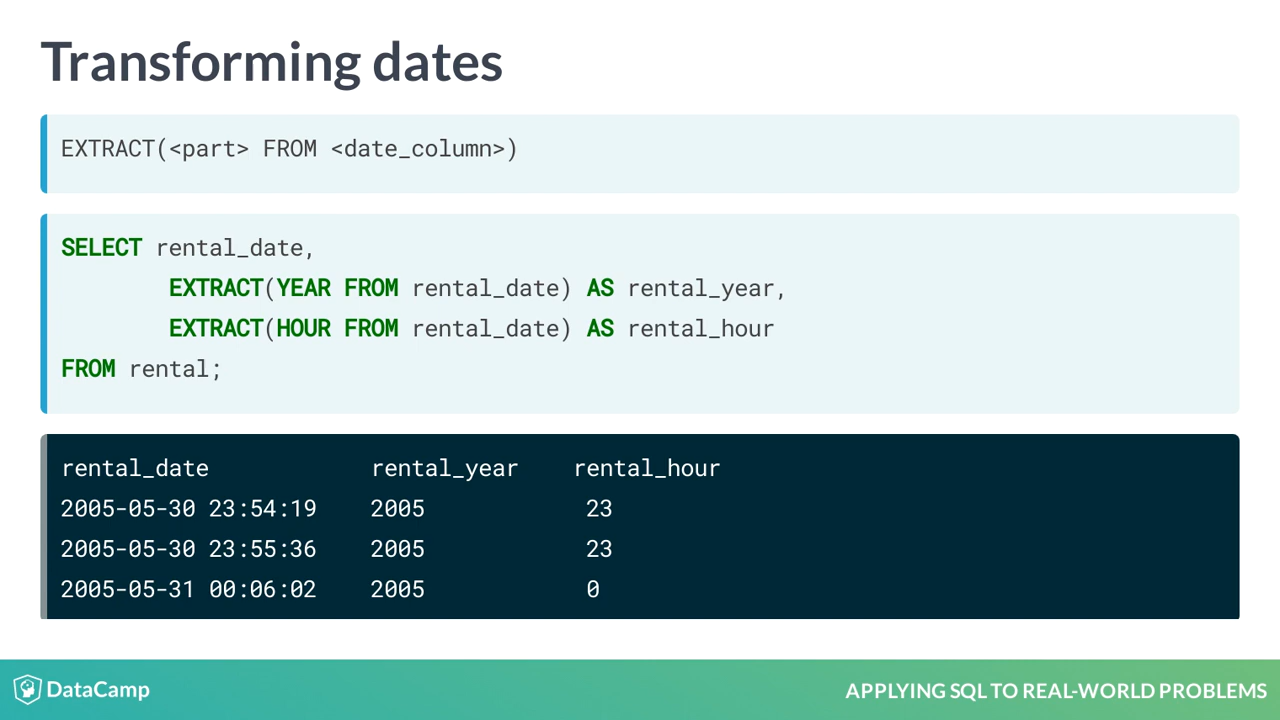 Transforming dates
EXTRACT(<part> FROM <date_column>)
SELECT rental_date,
EXTRACT(YEAR FROM rental_date) AS rental_year,
EXTRACT(HOUR FROM rental_date) AS rental_hour
FROM rental;
rental_date rental_year rental_hour
2005-05-30 23:54:19 2005 23
2005-05-30 23:55:36 2005 23
2005-05-31 00:06:02 2005 0
DataCamp
APPLYING SQL TO REAL-WORLD PROBLEMS